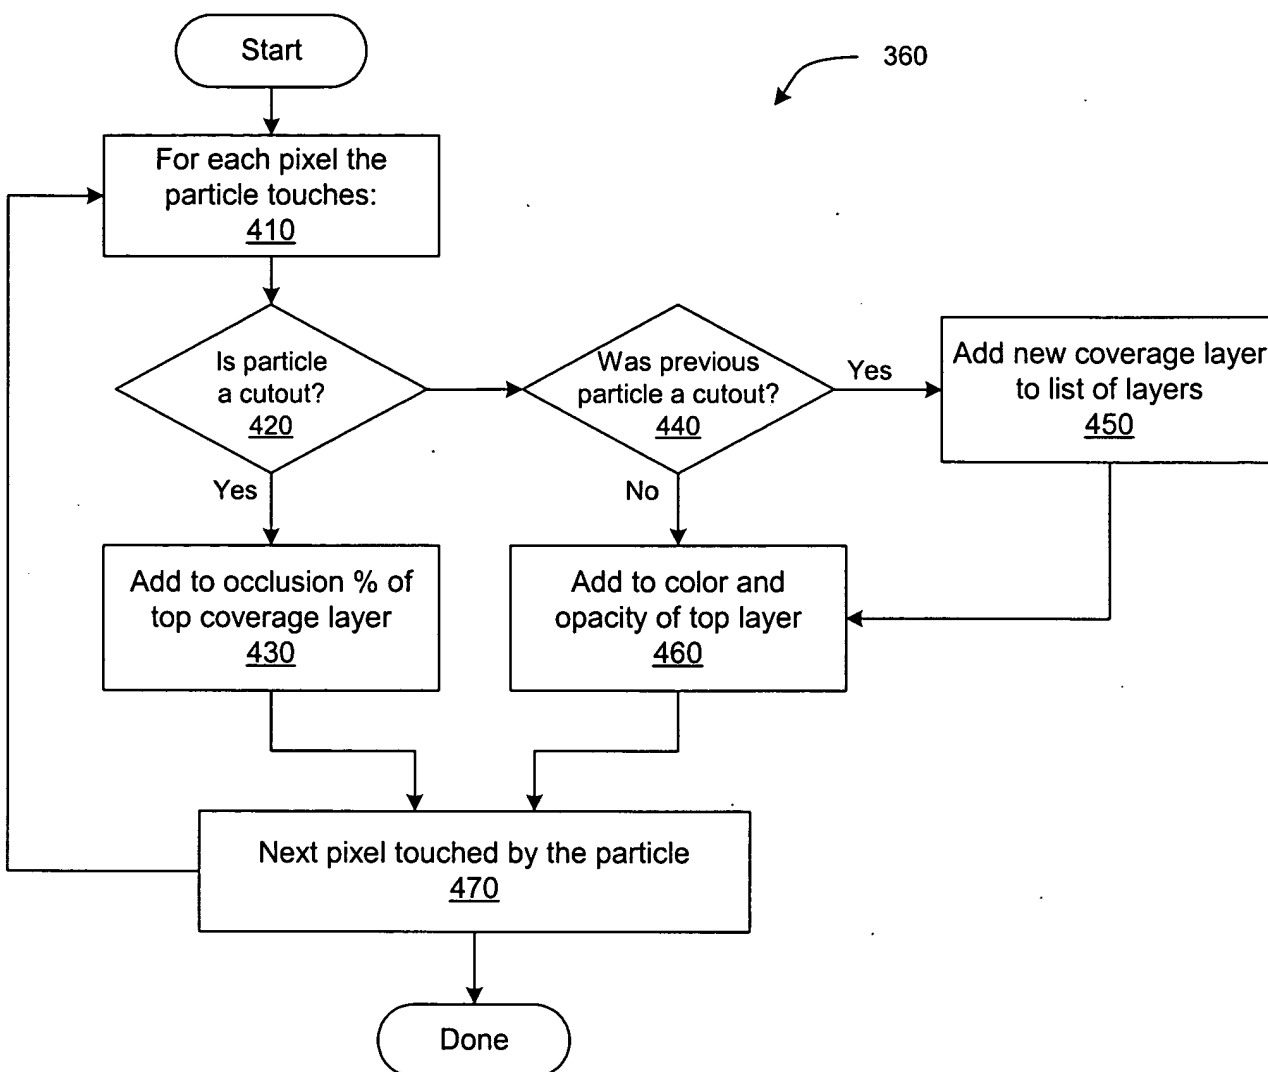 Start
360
For each pixel the
particle touches:
410
Is particle
a cutout?
420
Was previous
particle a cutout?
440
Yes
Add new coverage layer
to list of layers
450
Yes
No
Add to occlusion % of
top coverage layer
430
Add to color and
opacity of top layer
460
Next pixel touched by the particle
470
Done